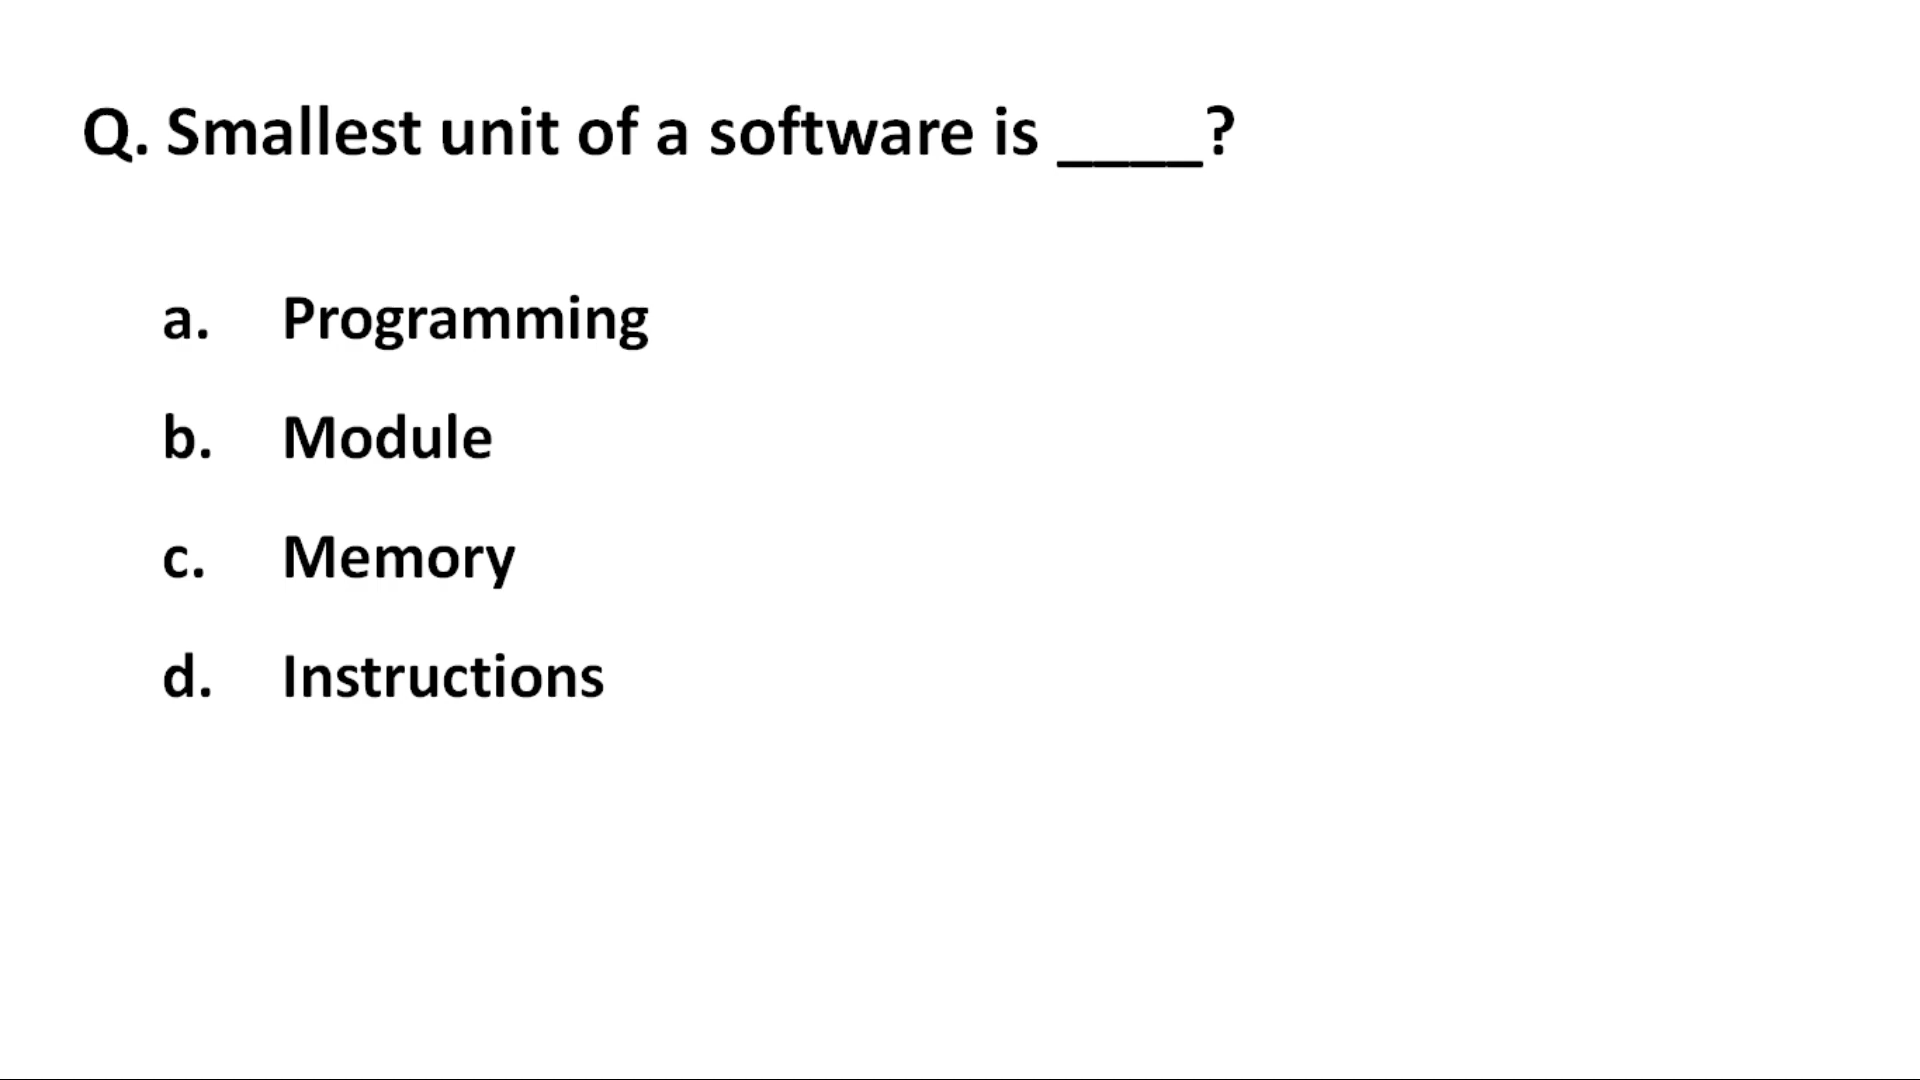 Q. Smallest unit of a software is ____?
a. Programming
b. Module
c. Memory
d. Instructions